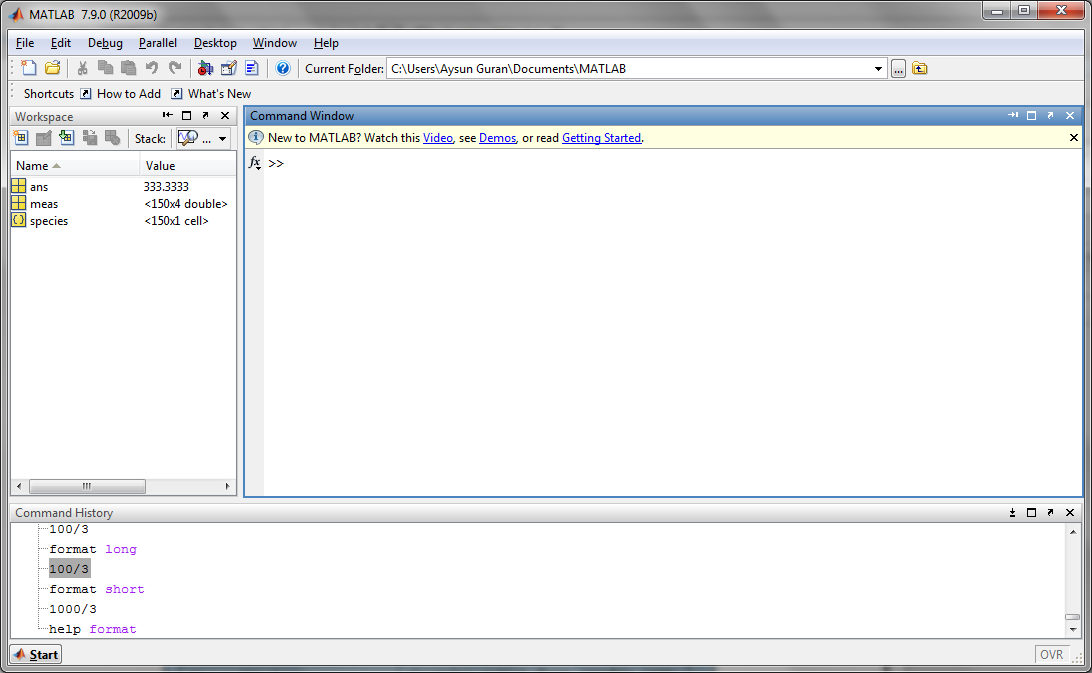 MATLAB 7.9.0 (R2009b)
File Edit Debug Parallel Desktop Window Help
Current Folder: C:\Users\Aysun Guran\Documents\MATLAB
Shortcuts How to Add What's New
Workspace
Stack: ...
Name Value
ans 333.3333
meas <150x4 double>
species <150x1 cell>
Command Window
New to MATLAB? Watch this Video, see Demos, or read Getting Started.
fx >>
Command History
100/3
format long
100/3
format short
1000/3
help format
Start
OVR